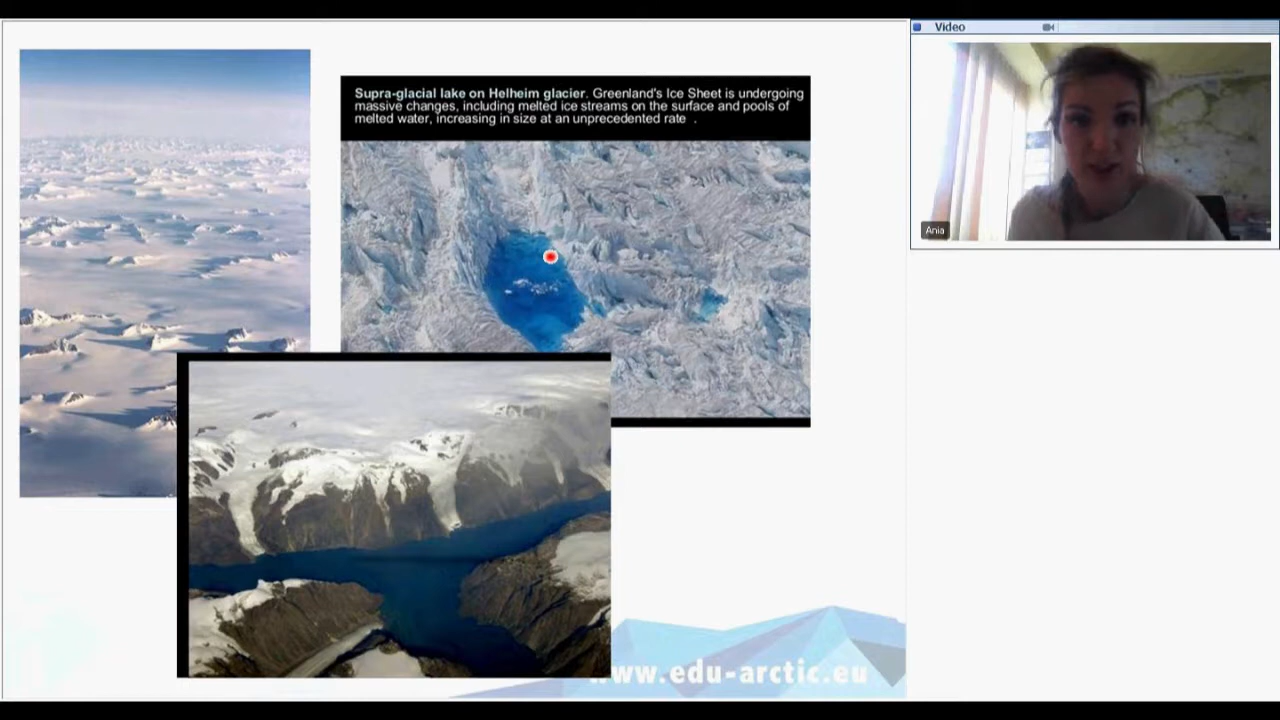 Video
Supra-glacial lake on Helheim glacier. Greenland's Ice Sheet is undergoing
massive changes, including melted ice streams on the surface and pools of
melted water, increasing in size at an unprecedented rate .
Ania
www.edu-arctic.eu